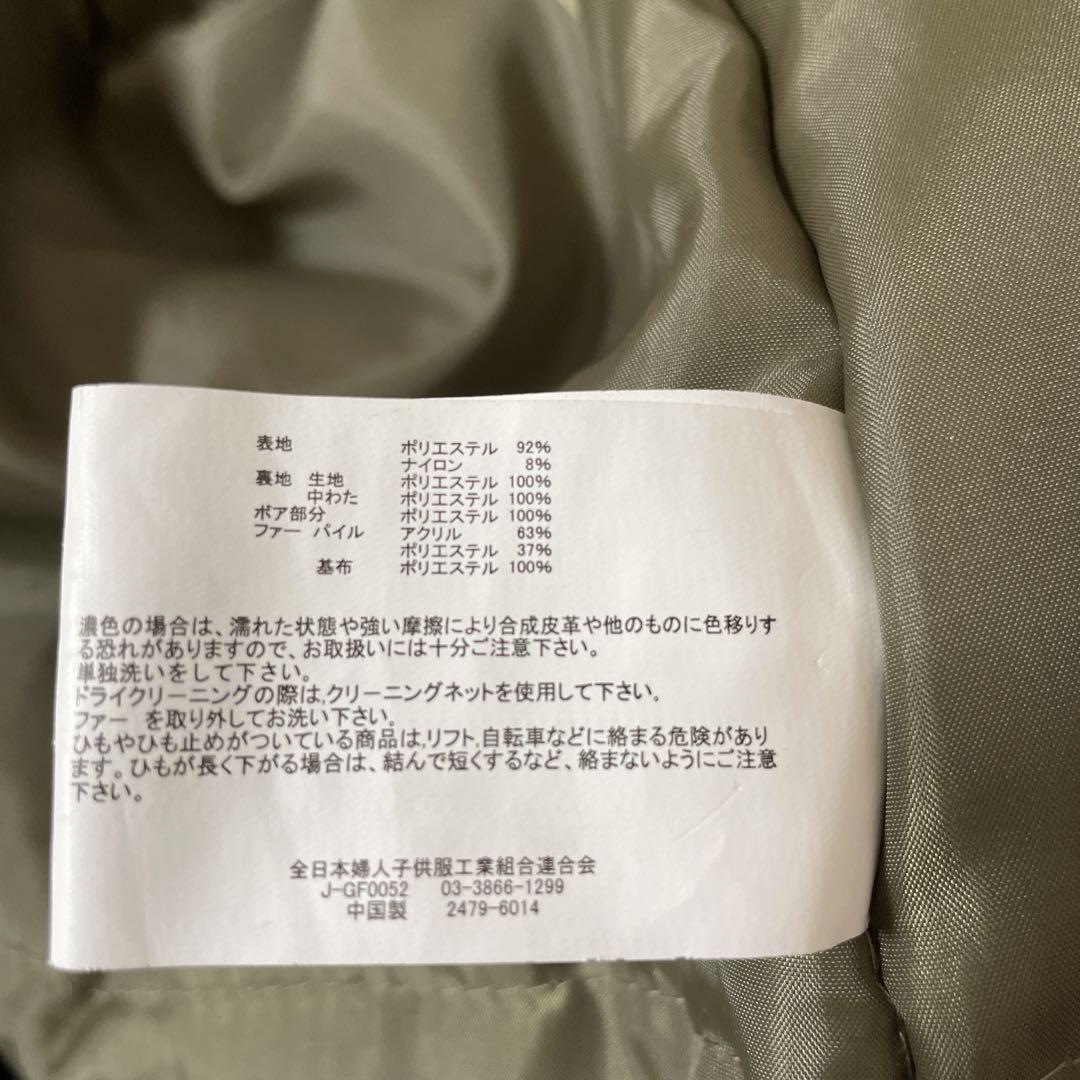 表地 ポリエステル 92%
ナイロン 8%
裏地 生地 ポリエステル 100%
中わた ポリエステル 100%
ボア部分 ポリエステル 100%
ファー パイル アクリル 63%
ポリエステル 37%
基布 ポリエステル 100%
濃色の場合は、濡れた状態や強い摩擦により合成皮革や他のものに色移りす
る恐れがありますので、お取扱いには十分ご注意下さい。
単独洗いをして下さい。
ドライクリーニングの際は,クリーニングネットを使用して下さい。
ファー を取り外してお洗い下さい。
ひもやひも止めがついている商品は,リフト,自転車などに絡まる危険があり
ます。ひもが長く下がる場合は、結んで短くするなど、絡まないようにご注意
下さい。
全日本婦人子供服工業組合連合会
J-GF0052 03-3866-1299
中国製 2479-6014